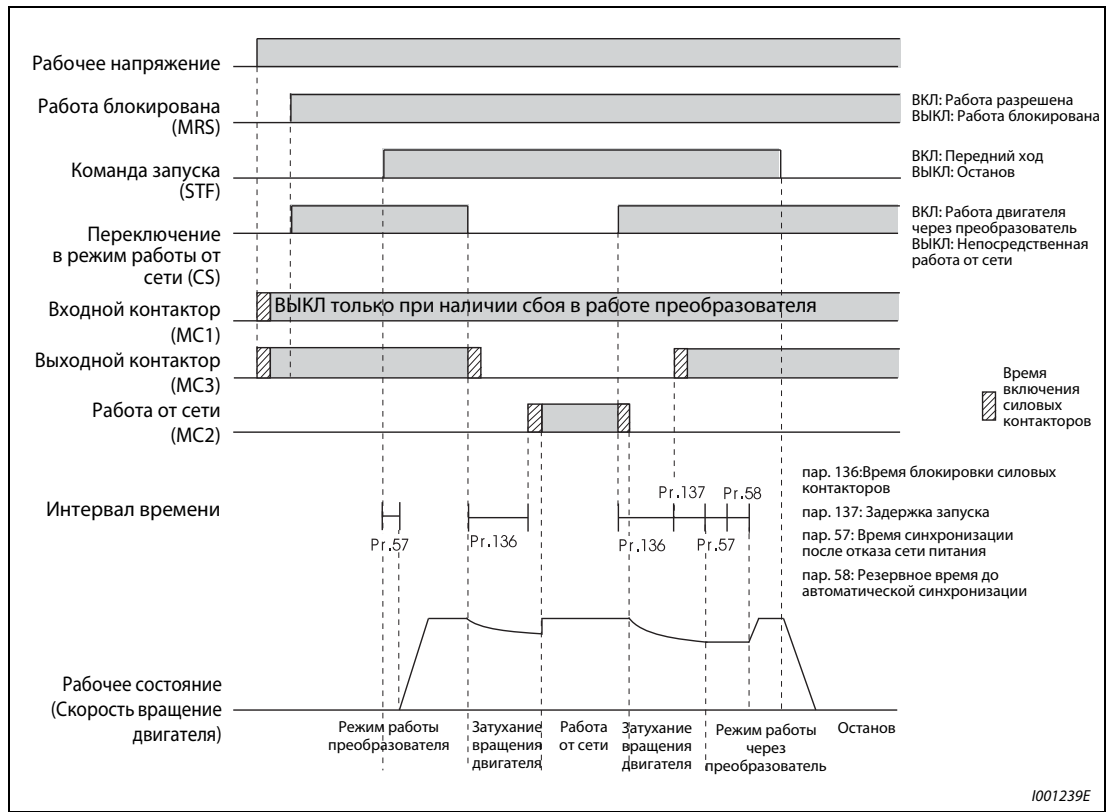 Рабочее напряжение
Работа блокирована
(MRS)
ВКЛ: Работа разрешена
ВЫКЛ: Работа блокирована
Команда запуска
(STF)
ВКЛ: Передний ход
ВЫКЛ: Останов
Переключение
в режим работы от
сети (CS)
ВКЛ: Работа двигателя
через преобразователь
ВЫКЛ: Непосредственная
работа от сети
Входной контактор
(MC1)
ВЫКЛ только при наличии сбоя в работе преобразователя
Выходной контактор
(MC3)
Время
включения
силовых
контакторов
Работа от сети
(MC2)
Интервал времени
Pr.57
Pr.136
Pr.136
Pr.137
Pr.57
Pr.58
пар. 136:Время блокировки силовых
контакторов
пар. 137: Задержка запуска
пар. 57: Время синхронизации
после отказа сети питания
пар. 58: Резервное время до
автоматической синхронизации
Рабочее состояние
(Скорость вращение
двигателя)
Режим работы
преобразователя
Затухание
вращения
двигателя
Работа
от сети
Затухание
вращения
двигателя
Режим работы
через
преобразователь
Останов
I001239E